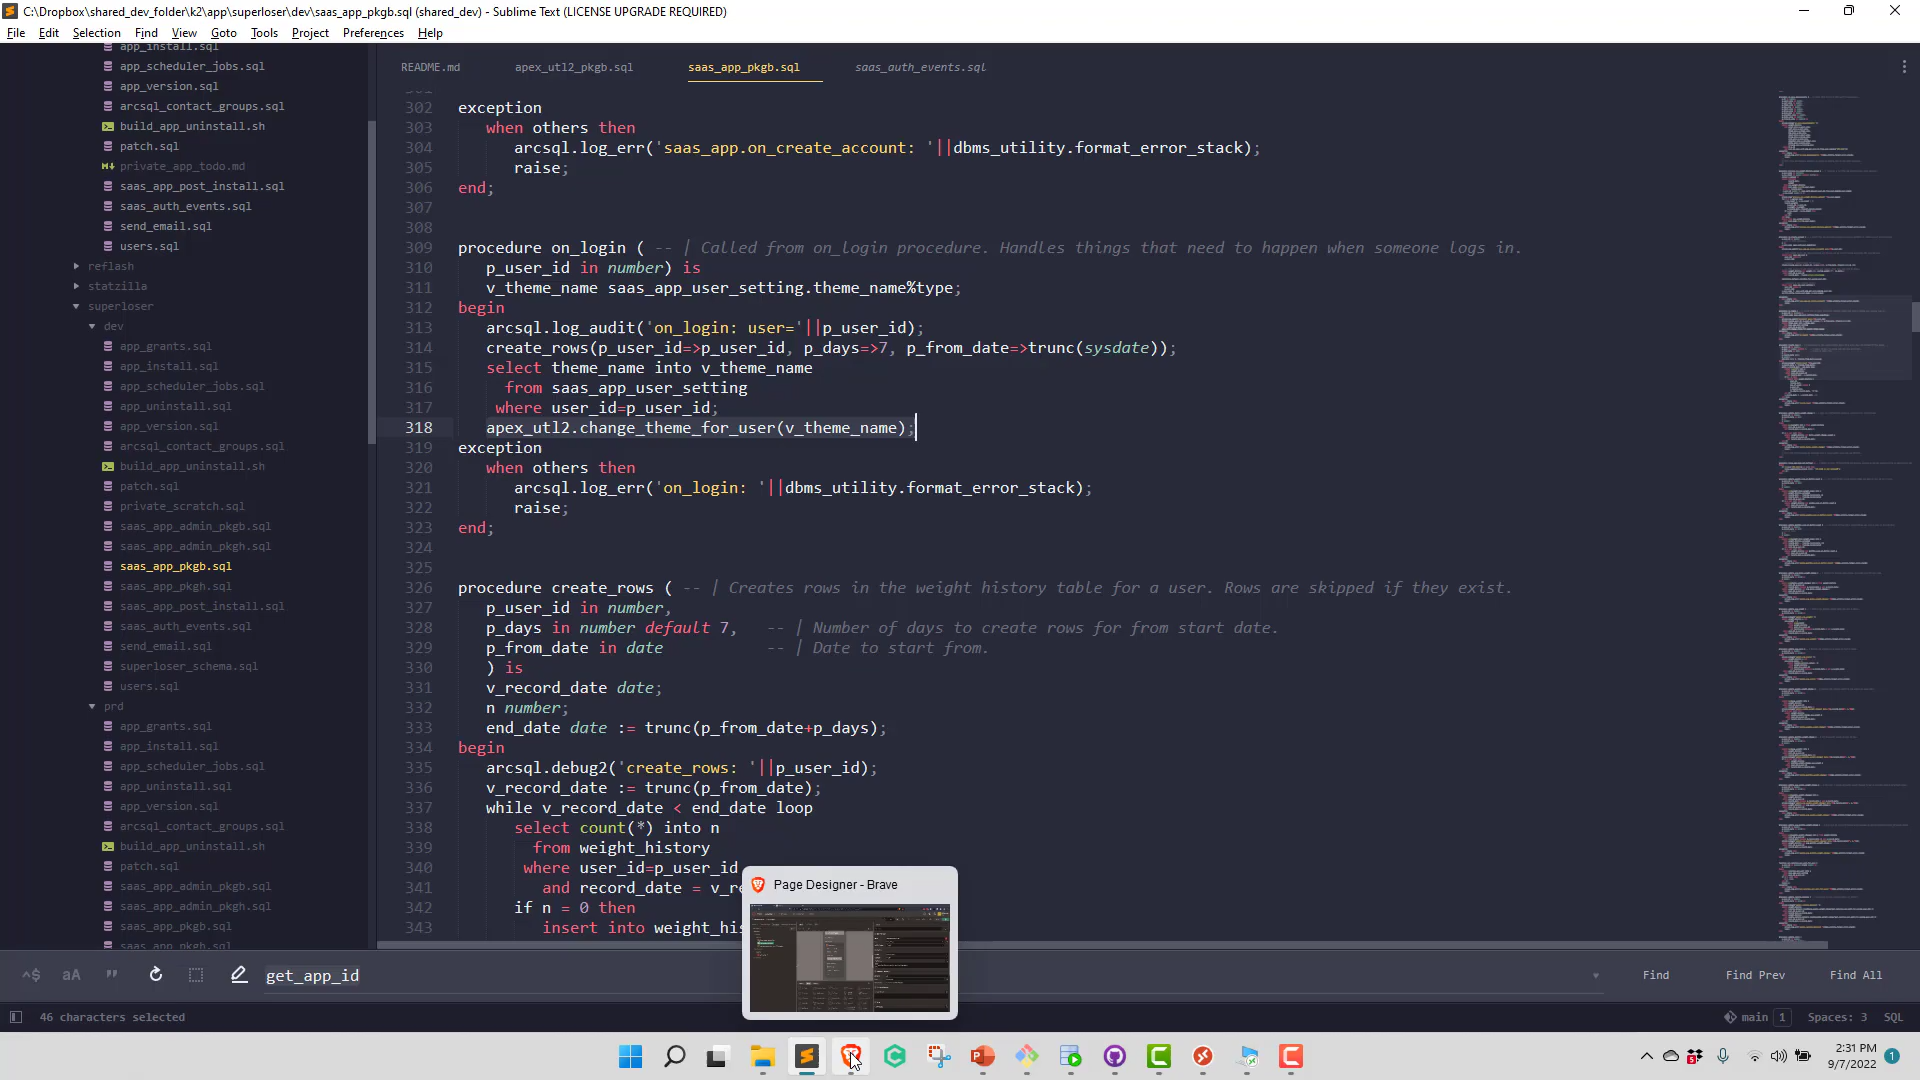 C:\Dropbox\shared_dev_folder\k2\app\superloser\dev\saas_app_pkgb.sql (shared_dev) - Sublime Text (LICENSE UPGRADE REQUIRED)
File Edit Selection Find View Goto Tools Project Preferences Help
app_install.sql
app_scheduler_jobs.sql
app_version.sql
arcsql_contact_groups.sql
build_app_uninstall.sh
patch.sql
private_app_todo.md
saas_app_post_install.sql
saas_auth_events.sql
send_email.sql
users.sql
reflash
statzilla
superloser
dev
app_grants.sql
app_install.sql
app_scheduler_jobs.sql
app_uninstall.sql
app_version.sql
arcsql_contact_groups.sql
build_app_uninstall.sh
patch.sql
private_scratch.sql
saas_app_admin_pkgb.sql
saas_app_admin_pkgh.sql
saas_app_pkgb.sql
saas_app_pkgh.sql
saas_app_post_install.sql
saas_auth_events.sql
send_email.sql
superloser_schema.sql
users.sql
prd
app_grants.sql
app_install.sql
app_scheduler_jobs.sql
app_uninstall.sql
app_version.sql
arcsql_contact_groups.sql
build_app_uninstall.sh
patch.sql
saas_app_admin_pkgb.sql
saas_app_admin_pkgh.sql
saas_app_pkgb.sql
saas_app_pkgh.sql
README.md apex_utl2_pkgb.sql saas_app_pkgb.sql saas_auth_events.sql
301
302 exception
303 when others then
304 arcsql.log_err('saas_app.on_create_account: '||dbms_utility.format_error_stack);
305 raise;
306 end;
307
308
309 procedure on_login ( -- | Called from on_login procedure. Handles things that need to happen when someone logs in.
310 p_user_id in number) is
311 v_theme_name saas_app_user_setting.theme_name%type;
312 begin
313 arcsql.log_audit('on_login: user='||p_user_id);
314 create_rows(p_user_id=>p_user_id, p_days=>7, p_from_date=>trunc(sysdate));
315 select theme_name into v_theme_name
316 from saas_app_user_setting
317 where user_id=p_user_id;
318 apex_utl2.change_theme_for_user(v_theme_name);
319 exception
320 when others then
321 arcsql.log_err('on_login: '||dbms_utility.format_error_stack);
322 raise;
323 end;
324
325
326 procedure create_rows ( -- | Creates rows in the weight history table for a user. Rows are skipped if they exist.
327 p_user_id in number,
328 p_days in number default 7, -- | Number of days to create rows for from start date.
329 p_from_date in date -- | Date to start from.
330 ) is
331 v_record_date date;
332 n number;
333 end_date date := trunc(p_from_date+p_days);
334 begin
335 arcsql.debug2('create_rows: '||p_user_id);
336 v_record_date := trunc(p_from_date);
337 while v_record_date < end_date loop
338 select count(*) into n
339 from weight_history
340 where user_id=p_user_id
341 and record_date = v_re
342 if n = 0 then
343 insert into weight_his
Page Designer - Brave
get_app_id
Find Find Prev Find All
46 characters selected
main 1 Spaces: 3 SQL
2:31 PM
9/7/2022
1